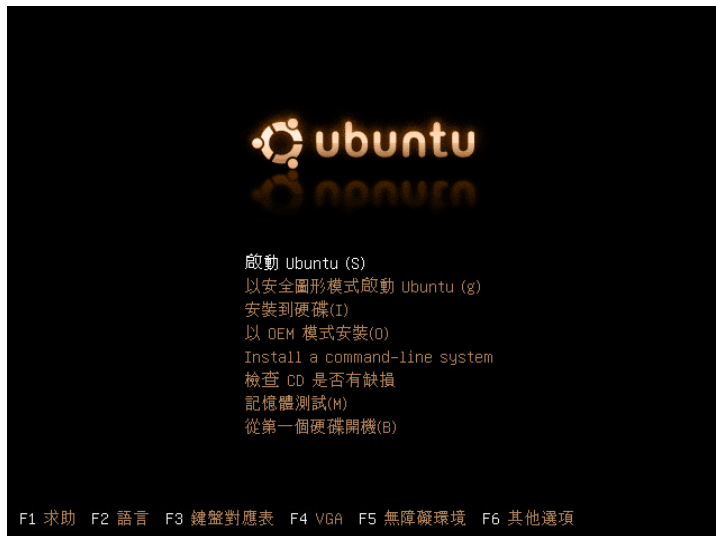 ubuntu
啟動 Ubuntu (S)
以安全圖形模式啟動 Ubuntu (g)
安裝到硬碟(I)
以 OEM 模式安裝(O)
Install a command-line system
檢查 CD 是否有缺損
記憶體測試(M)
從第一個硬碟開機(B)
F1 求助 F2 語言 F3 鍵盤對應表 F4 VGA F5 無障礙環境 F6 其他選項